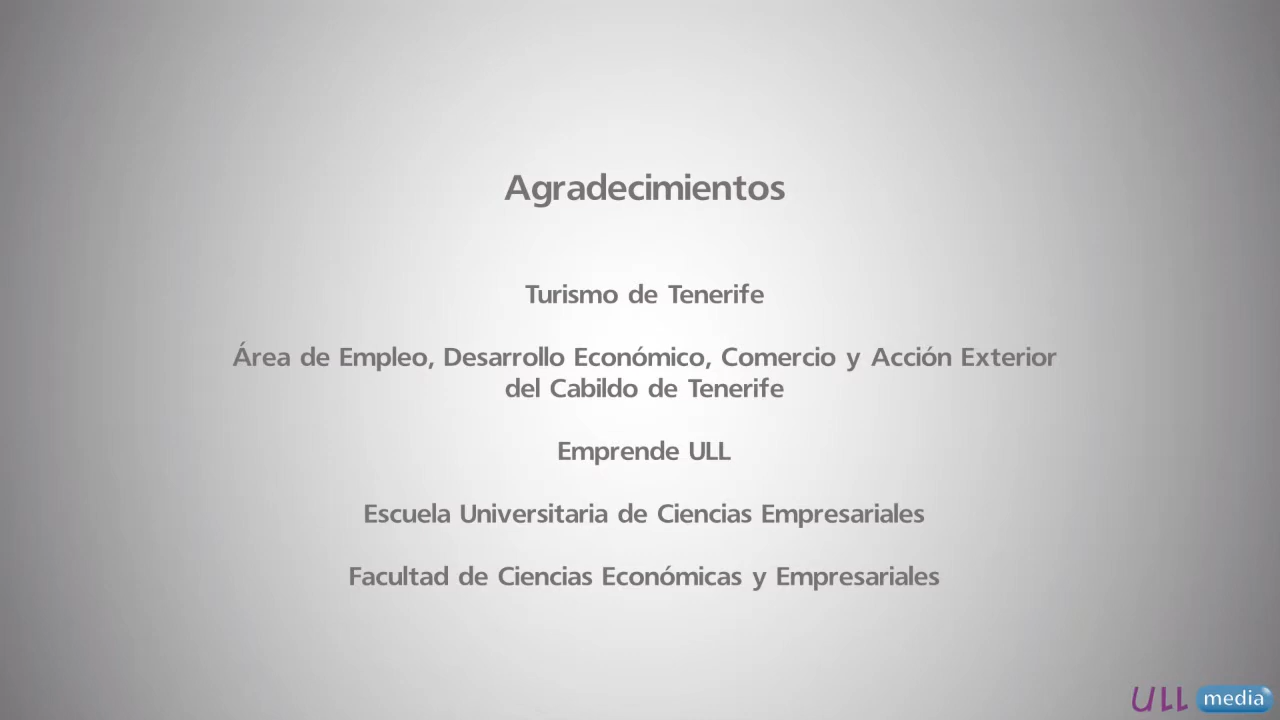 Agradecimientos
Turismo de Tenerife
Área de Empleo, Desarrollo Económico, Comercio y Acción Exterior
del Cabildo de Tenerife
Emprende ULL
Escuela Universitaria de Ciencias Empresariales
Facultad de Ciencias Económicas y Empresariales
ULL media